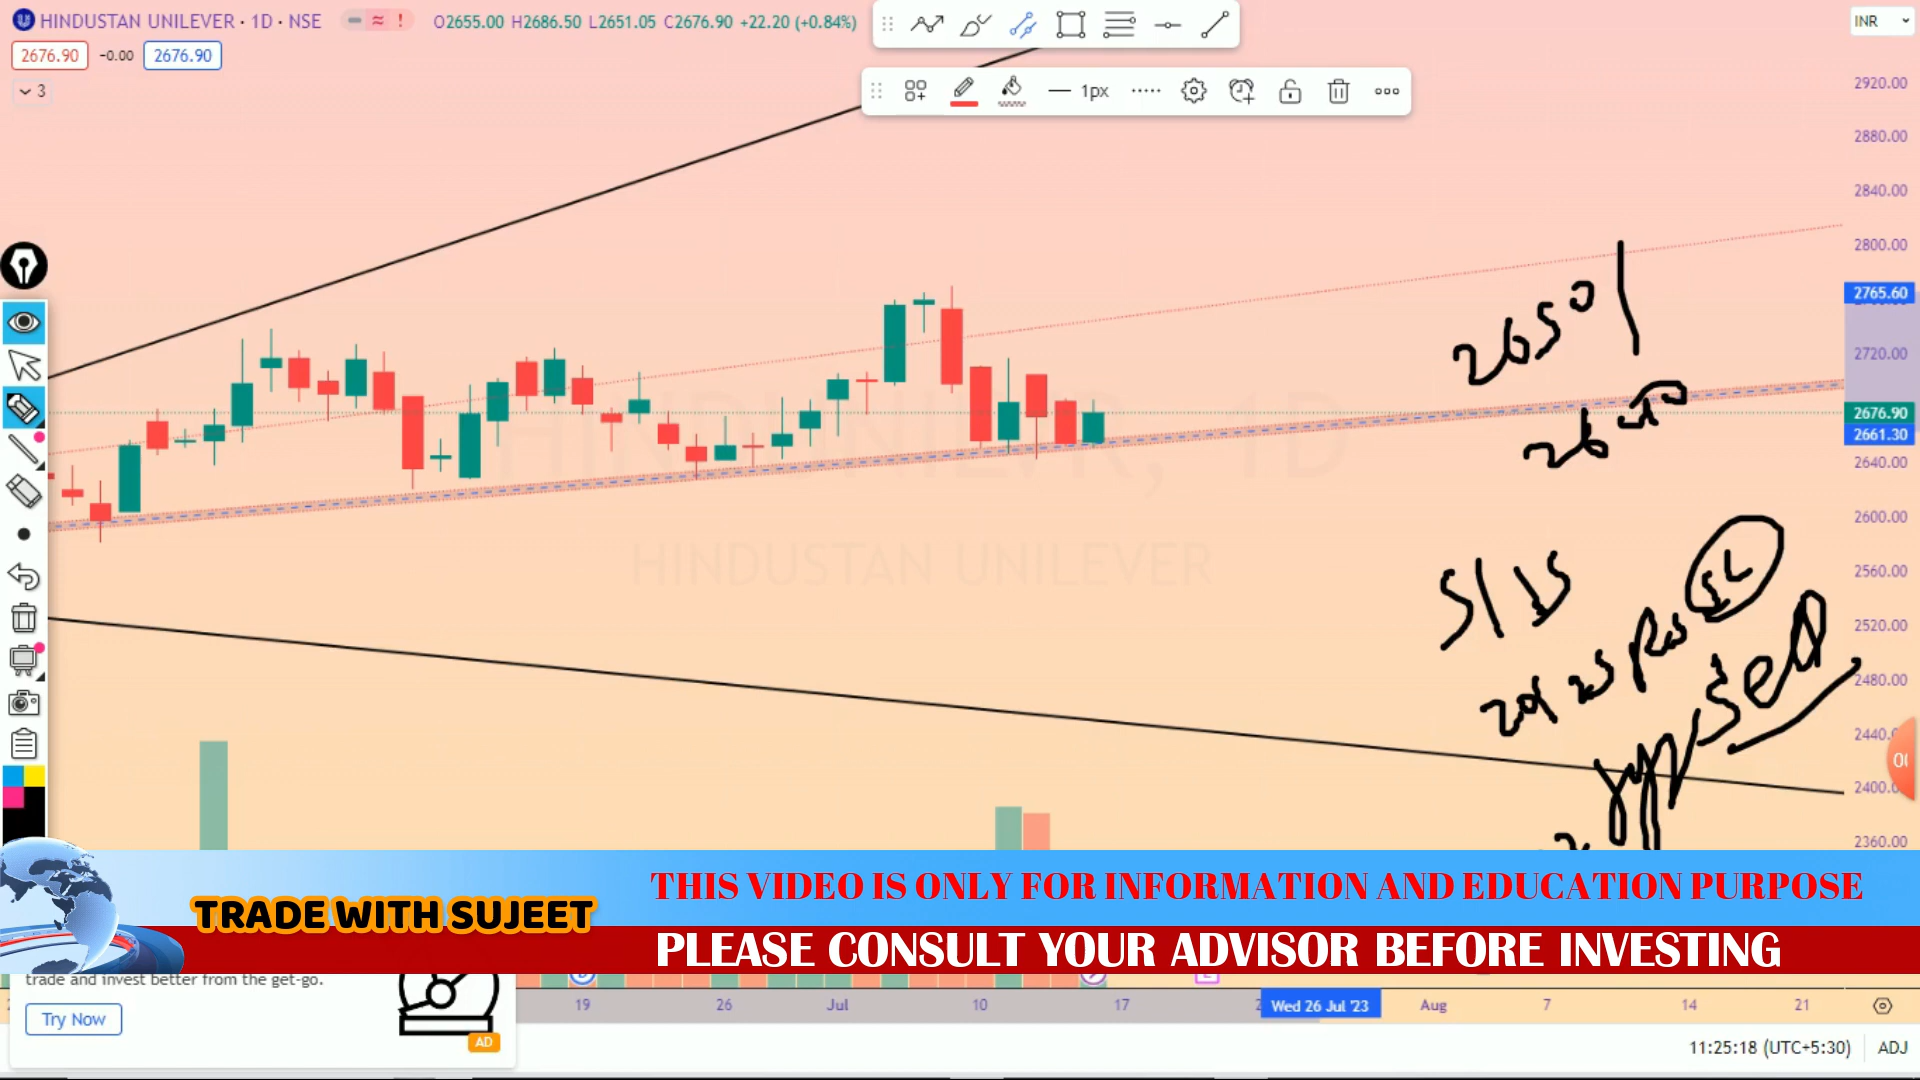 HINDUSTAN UNILEVER · 1D · NSE
O2655.00 H2686.50 L2651.05 C2676.90 +22.20 (+0.84%)
INR
2676.90 −0.00 2676.90
3
1px
2920.00
2880.00
2840.00
2800.00
2765.60
2720.00
2676.90
2661.30
2640.00
2600.00
2560.00
2520.00
2480.00
2400.
2360.00
2650
HINDUSTAN UNILEVER
SL
TRADE WITH SUJEET
THIS VIDEO IS ONLY FOR INFORMATION AND EDUCATION PURPOSE
PLEASE CONSULT YOUR ADVISOR BEFORE INVESTING
trade and invest better from the get-go.
Try Now
AD
19 26 Jul 10 17 Wed 26 Jul '23 Aug 7 14 21
11:25:18 (UTC+5:30) ADJ